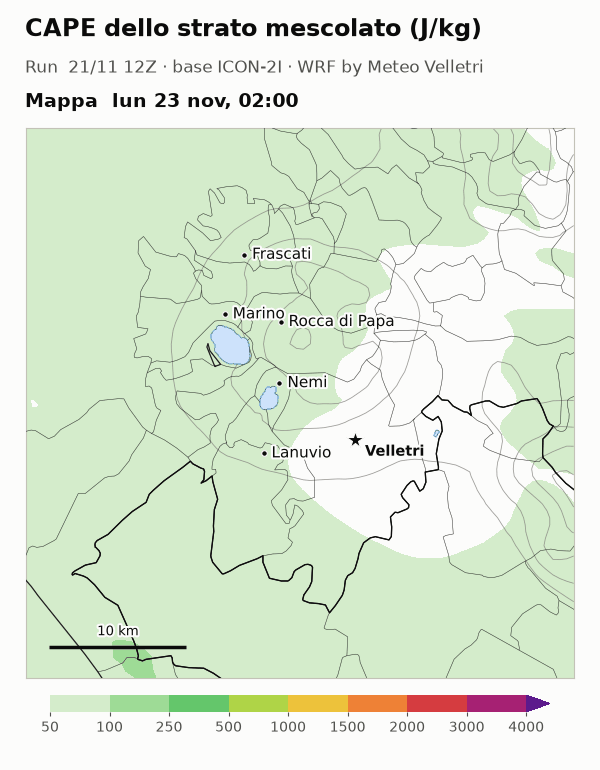 CAPE dello strato mescolato (J/kg)
Run  21/11 12Z · base ICON-2I · WRF by Meteo Velletri
Mappa  lun 23 nov, 02:00
Frascati
Marino
Rocca di Papa
Nemi
Velletri
Lanuvio
10 km
50 100 250 500 1000 1500 2000 3000 4000